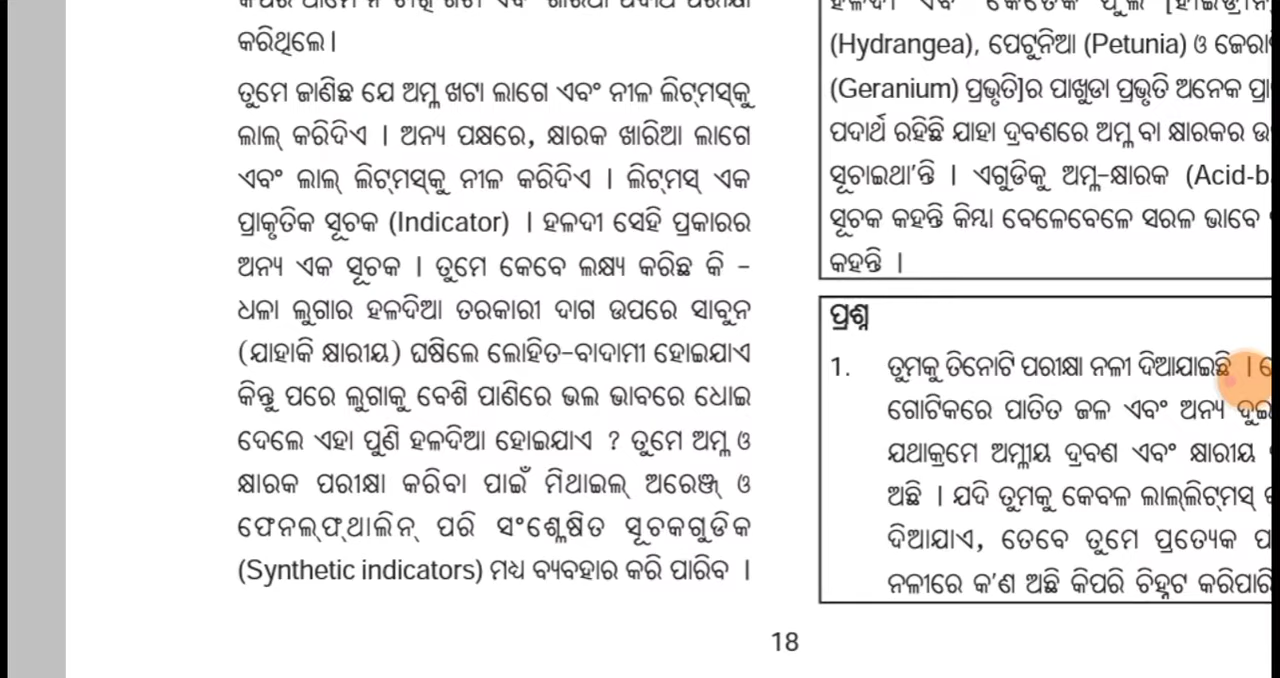 କରିଥିଲେ।
ତୁମେ ଜାଣିଛ ଯେ ଅମ୍ଳ ଖଟା ଲାଗେ ଏବଂ ନୀଳ ଲିଟ୍‌ମସ୍‌କୁ
ଲାଲ୍ କରିଦିଏ । ଅନ୍ୟ ପକ୍ଷରେ, କ୍ଷାରକ ଖାରିଆ ଲାଗେ
ଏବଂ ଲାଲ୍ ଲିଟ୍‌ମସ୍‌କୁ ନୀଳ କରିଦିଏ । ଲିଟ୍‌ମସ୍ ଏକ
ପ୍ରାକୃତିକ ସୂଚକ (Indicator) । ହଳଦୀ ସେହି ପ୍ରକାରର
ଅନ୍ୟ ଏକ ସୂଚକ । ତୁମେ କେବେ ଲକ୍ଷ୍ୟ କରିଛ କି –
ଧଳା ଲୁଗାର ହଳଦିଆ ତରକାରୀ ଦାଗ ଉପରେ ସାବୁନ
(ଯାହାକି କ୍ଷାରୀୟ) ଘଷିଲେ ଲୋହିତ-ବାଦାମୀ ହୋଇଯାଏ
କିନ୍ତୁ ପରେ ଲୁଗାକୁ ବେଶି ପାଣିରେ ଭଲ ଭାବରେ ଧୋଇ
ଦେଲେ ଏହା ପୁଣି ହଳଦିଆ ହୋଇଯାଏ ? ତୁମେ ଅମ୍ଳ ଓ
କ୍ଷାରକ ପରୀକ୍ଷା କରିବା ପାଇଁ ମିଥାଇଲ୍ ଅରେଞ୍ଜ୍ ଓ
ଫେନଲ୍‌ଫ୍‌ଥାଲିନ୍ ପରି ସଂଶ୍ଳେଷିତ ସୂଚକଗୁଡିକ
(Synthetic indicators) ମଧ୍ୟ ବ୍ୟବହାର କରି ପାରିବ ।
(Hydrangea), ପେଟୁନିଆ (Petunia) ଓ ଜେରା
(Geranium) ପ୍ରଭୃତି]ର ପାଖୁଡା ପ୍ରଭୃତି ଅନେକ ପ୍ରା
ପଦାର୍ଥ ରହିଛି ଯାହା ଦ୍ରବଣରେ ଅମ୍ଳ ବା କ୍ଷାରକର ଉ
ସୂଚାଇଥା'ନ୍ତି । ଏଗୁଡିକୁ ଅମ୍ଳ-କ୍ଷାରକ (Acid-b
ସୂଚକ କହନ୍ତି କିମ୍ବା ବେଳେବେଳେ ସରଳ ଭାବେ
କହନ୍ତି ।
ପ୍ରଶ୍ନ
1. ତୁମକୁ ତିନୋଟି ପରୀକ୍ଷା ନଳୀ ଦିଆଯାଇଛି ।
ଗୋଟିକରେ ପାତିତ ଜଳ ଏବଂ ଅନ୍ୟ ଦୁଇ
ଯଥାକ୍ରମେ ଅମ୍ଳୀୟ ଦ୍ରବଣ ଏବଂ କ୍ଷାରୀୟ
ଅଛି । ଯଦି ତୁମକୁ କେବଳ ଲାଲ୍‌ଲିଟ୍‌ମସ୍
ଦିଆଯାଏ, ତେବେ ତୁମେ ପ୍ରତ୍ୟେକ ପ
ନଳୀରେ କ'ଣ ଅଛି କିପରି ଚିହ୍ନଟ କରିପାରି
18